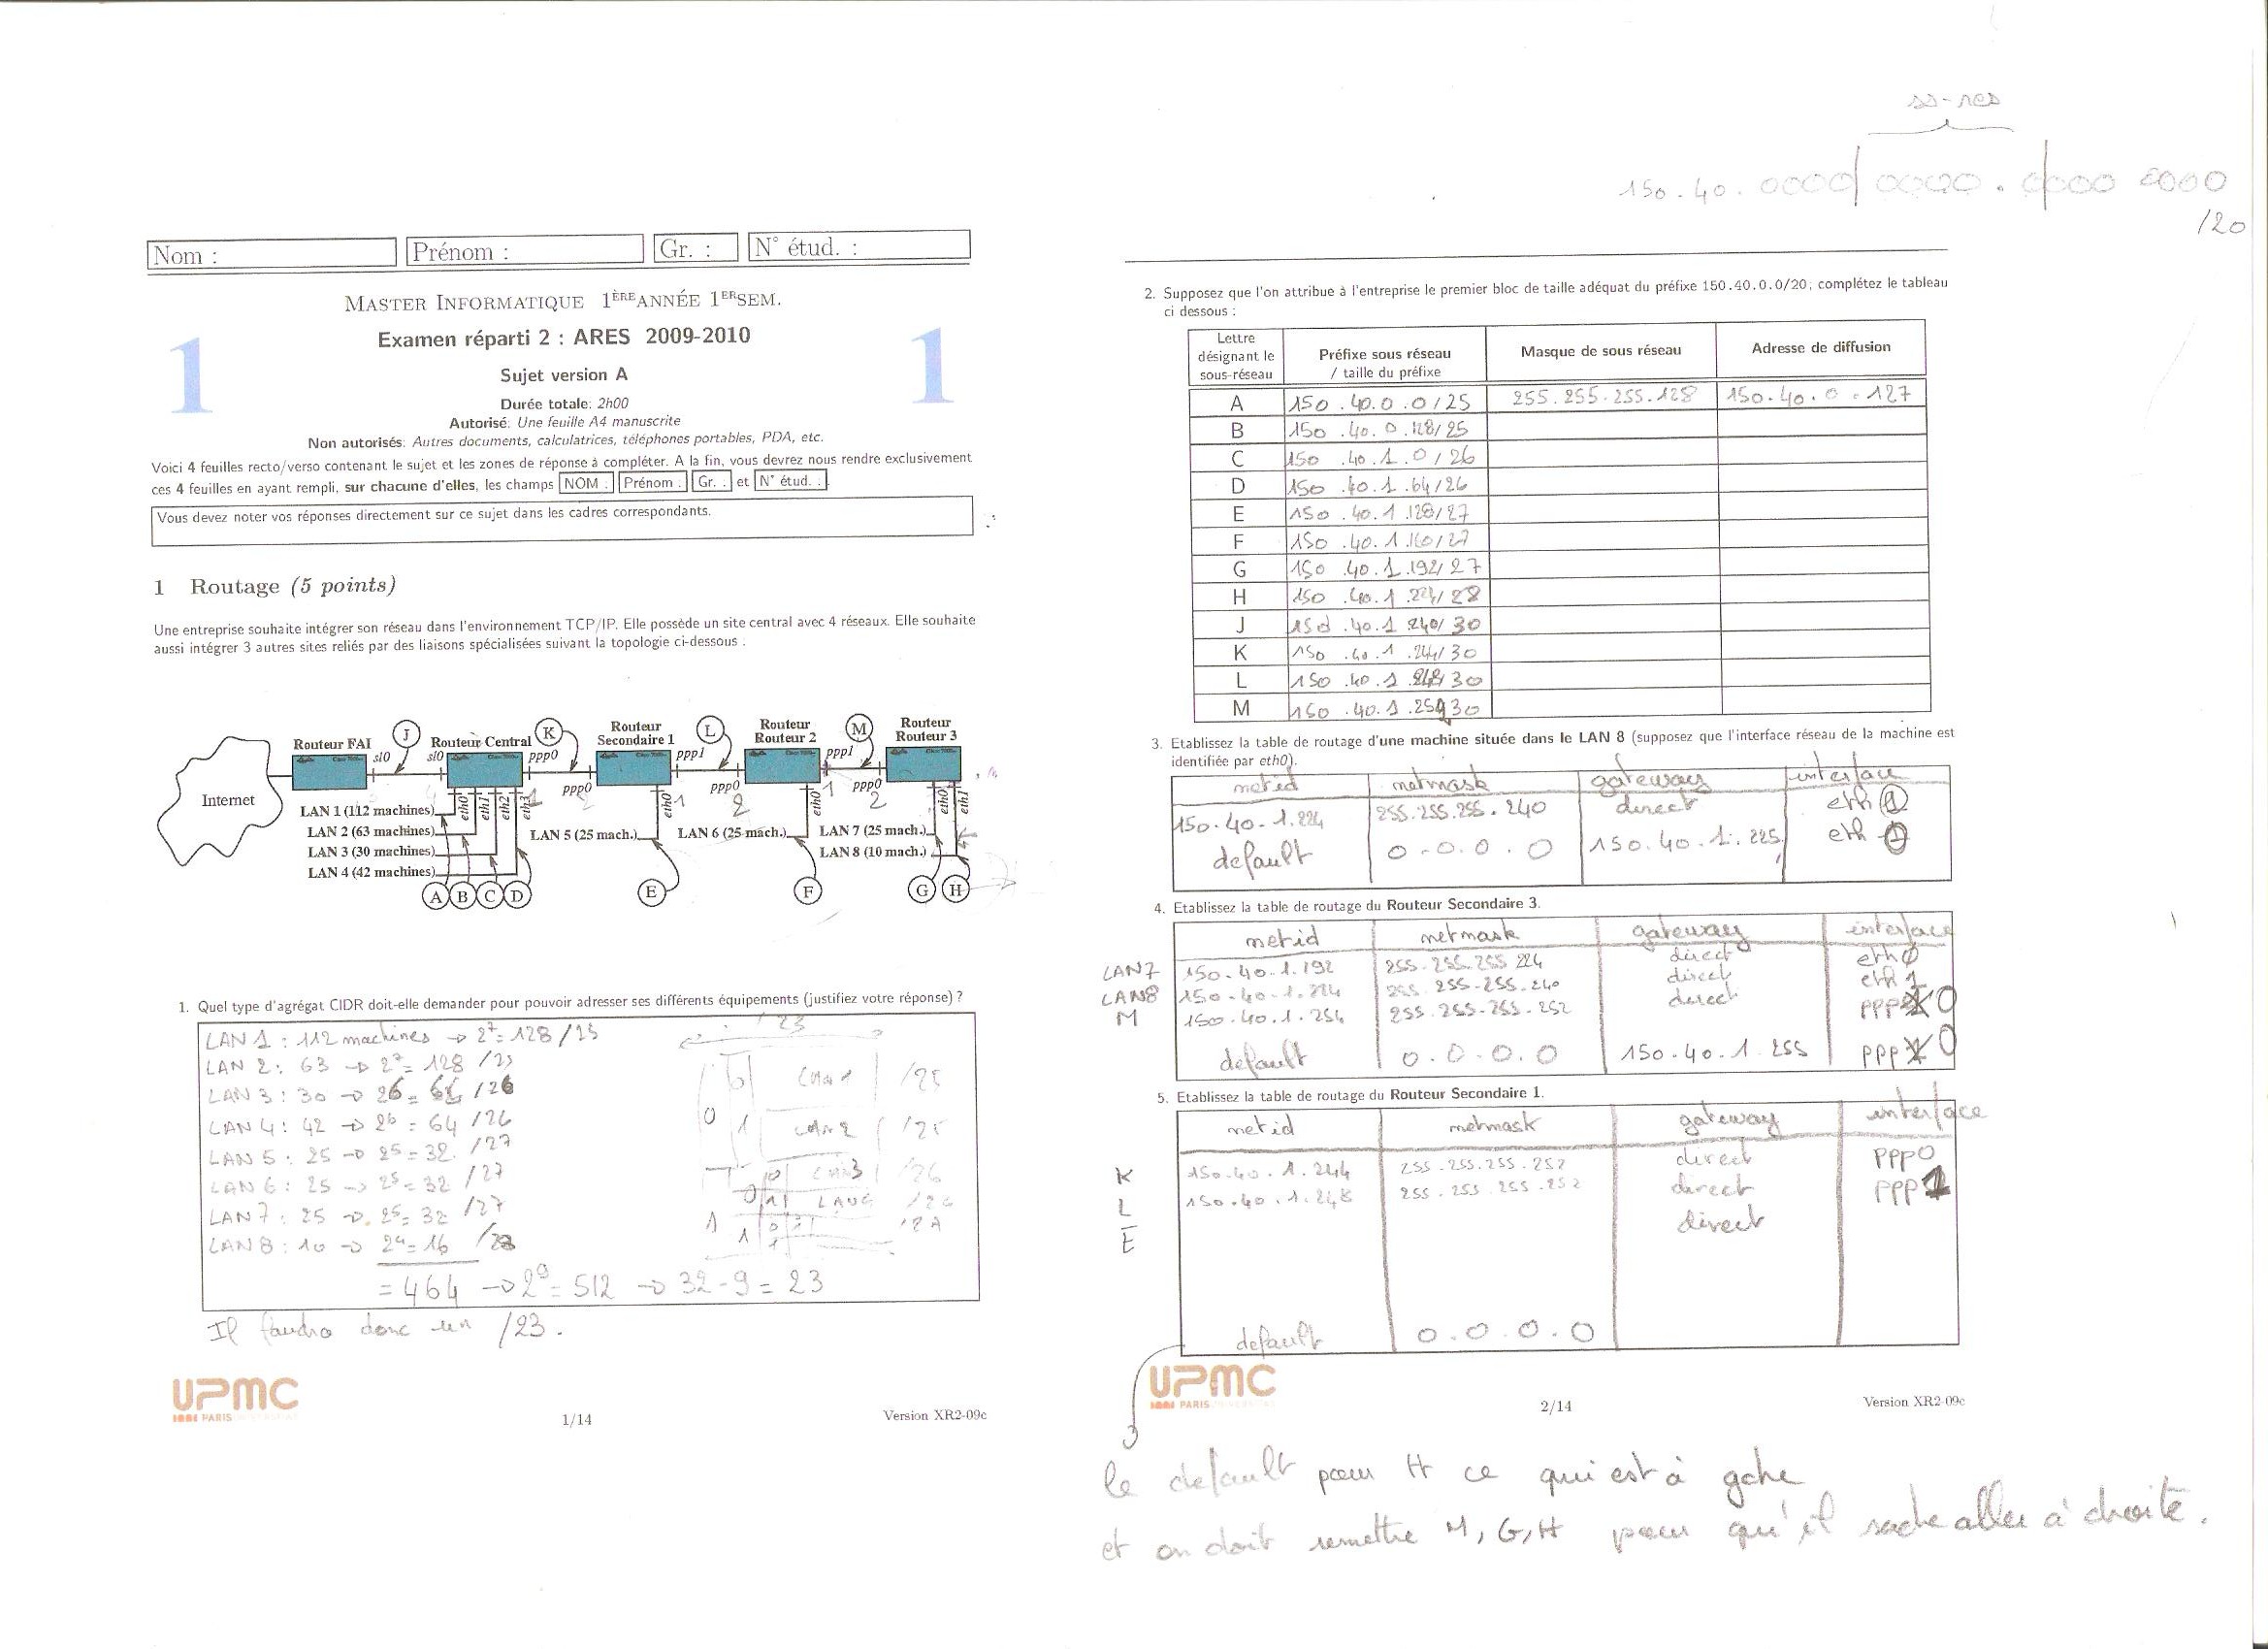 Nom :
Prénom :
Gr. :
N° étud. :
MASTER INFORMATIQUE 1ÈREANNÉE 1ERSEM.
1
Examen réparti 2 : ARES 2009-2010
1
Sujet version A
Durée totale: 2h00
Autorisé: Une feuille A4 manuscrite
Non autorisés: Autres documents, calculatrices, téléphones portables, PDA, etc.
Voici 4 feuilles recto/verso contenant le sujet et les zones de réponse à compléter. A la fin, vous devrez nous rendre exclusivement
ces 4 feuilles en ayant rempli, sur chacune d'elles, les champs NOM : Prénom : Gr. : et N° étud. :
Vous devez noter vos réponses directement sur ce sujet dans les cadres correspondants.
1 Routage (5 points)
Une entreprise souhaite intégrer son réseau dans l'environnement TCP/IP. Elle possède un site central avec 4 réseaux. Elle souhaite
aussi intégrer 3 autres sites reliés par des liaisons spécialisées suivant la topologie ci-dessous :
Internet
Routeur FAI
sl0
J
sl0
Routeur Central
ppp0
K
ppp0
2
Routeur
Secondaire 1
ppp1
L
ppp0
2
Routeur
Routeur 2
ppp1
1
M
ppp0
2
Routeur
Routeur 3
eth0
eth1
eth2
eth3
1
eth0
1
eth0
1
eth0
eth1
LAN 1 (112 machines)
LAN 2 (63 machines)
LAN 3 (30 machines)
LAN 4 (42 machines)
LAN 5 (25 mach.)
LAN 6 (25 mach.)
LAN 7 (25 mach.)
LAN 8 (10 mach.)
A
B
C
D
E
F
G
H
1. Quel type d'agrégat CIDR doit-elle demander pour pouvoir adresser ses différents équipements (justifiez votre réponse) ?
LAN 1 : 112 machines -> 2^7 = 128 /25
LAN 2 : 63 -> 2^7 = 128 /25
LAN 3 : 30 -> 26 = 64 /26
LAN 4 : 42 -> 2^6 = 64 /26
LAN 5 : 25 -> 2^5 = 32 /27
LAN 6 : 25 -> 2^5 = 32 /27
LAN 7 : 25 -> 2^5 = 32 /27
LAN 8 : 10 -> 2^4 = 16 /28
= 464 -> 2^9 = 512 -> 32 - 9 = 23
/23
0
0
LAN 1
/25
1
LAN 2
/25
1
0
0
LAN3
/26
1
/26
1
0
1
Il faudra donc un /23.
UPMC
PARIS
1/14
Version XR2-09c
ss-res
150.40.0000|0000.0|000 0000
/20
2. Supposez que l'on attribue à l'entreprise le premier bloc de taille adéquat du préfixe 150.40.0.0/20, complétez le tableau
ci dessous :
Lettre
désignant le
sous-réseau
Préfixe sous réseau
/ taille du préfixe
Masque de sous réseau
Adresse de diffusion
A 150.40.0.0/25 255.255.255.128 150.40.0.127
B 150.40.0.128/25
C 150.40.1.0/26
D 150.40.1.64/26
E 150.40.1.128/27
F 150.40.1.160/27
G 150.40.1.192/27
H 150.40.1.224/28
J 150.40.1.240/30
K 150.40.1.244/30
L 150.40.1.248/30
M 150.40.1.254/30
3. Etablissez la table de routage d'une machine située dans le LAN 8 (supposez que l'interface réseau de la machine est
identifiée par eth0).
netid netmask gateway interface
150.40.1.224 255.255.255.240 direct eth 0
default 0.0.0.0 150.40.1.225 eth 0
4. Etablissez la table de routage du Routeur Secondaire 3.
netid netmask gateway interface
LAN7 150.40.1.192 255.255.255 224 direct eth0
LAN8 150.40.1.224 255.255.255.240 direct eth 1
M 150.40.1.254 255.255.255.252 direct ppp 0
default 0.0.0.0 150.40.1.255 ppp 0
5. Etablissez la table de routage du Routeur Secondaire 1.
netid netmask gateway interface
K 150.40.1.244 255.255.255.252 direct ppp0
L 150.40.1.248 255.255.255.252 direct ppp1
E direct
default 0.0.0.0
UPMC
PARIS
2/14
Version XR2-09c
le default pour ce qui est à gche
et on doit remettre M, G, H pour qu'il sache aller à droite.